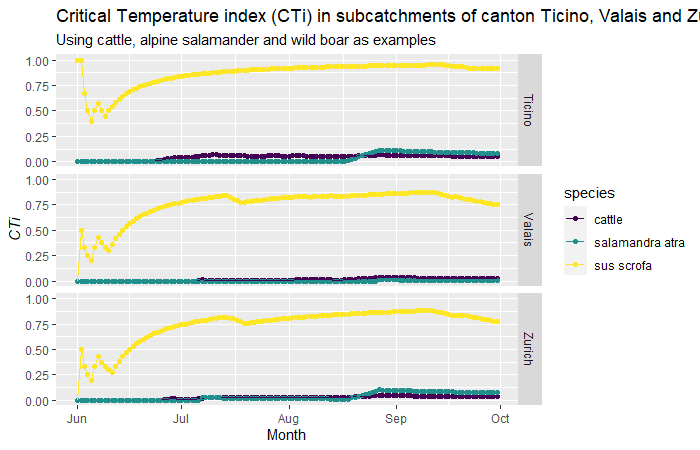 Critical Temperature index (CTi) in subcatchments of canton Ticino, Valais and
Using cattle, alpine salamander and wild boar as examples
1.00
0.75
0.50
0.25
0.00
Ticino
1.00
0.75
0.50
0.25
0.00
Valais
1.00
0.75
0.50
0.25
0.00
Zurich
CTi
Jun
Jul
Aug
Sep
Oct
Month
species
cattle
salamandra atra
sus scrofa